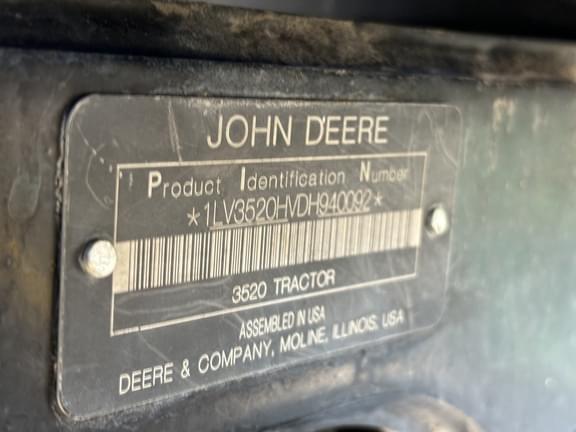 JOHN DEERE
Product Identification Number
*1LV3520HVDH940092*
3520 TRACTOR
ASSEMBLED IN USA
DEERE & COMPANY, MOLINE, ILLINOIS, USA